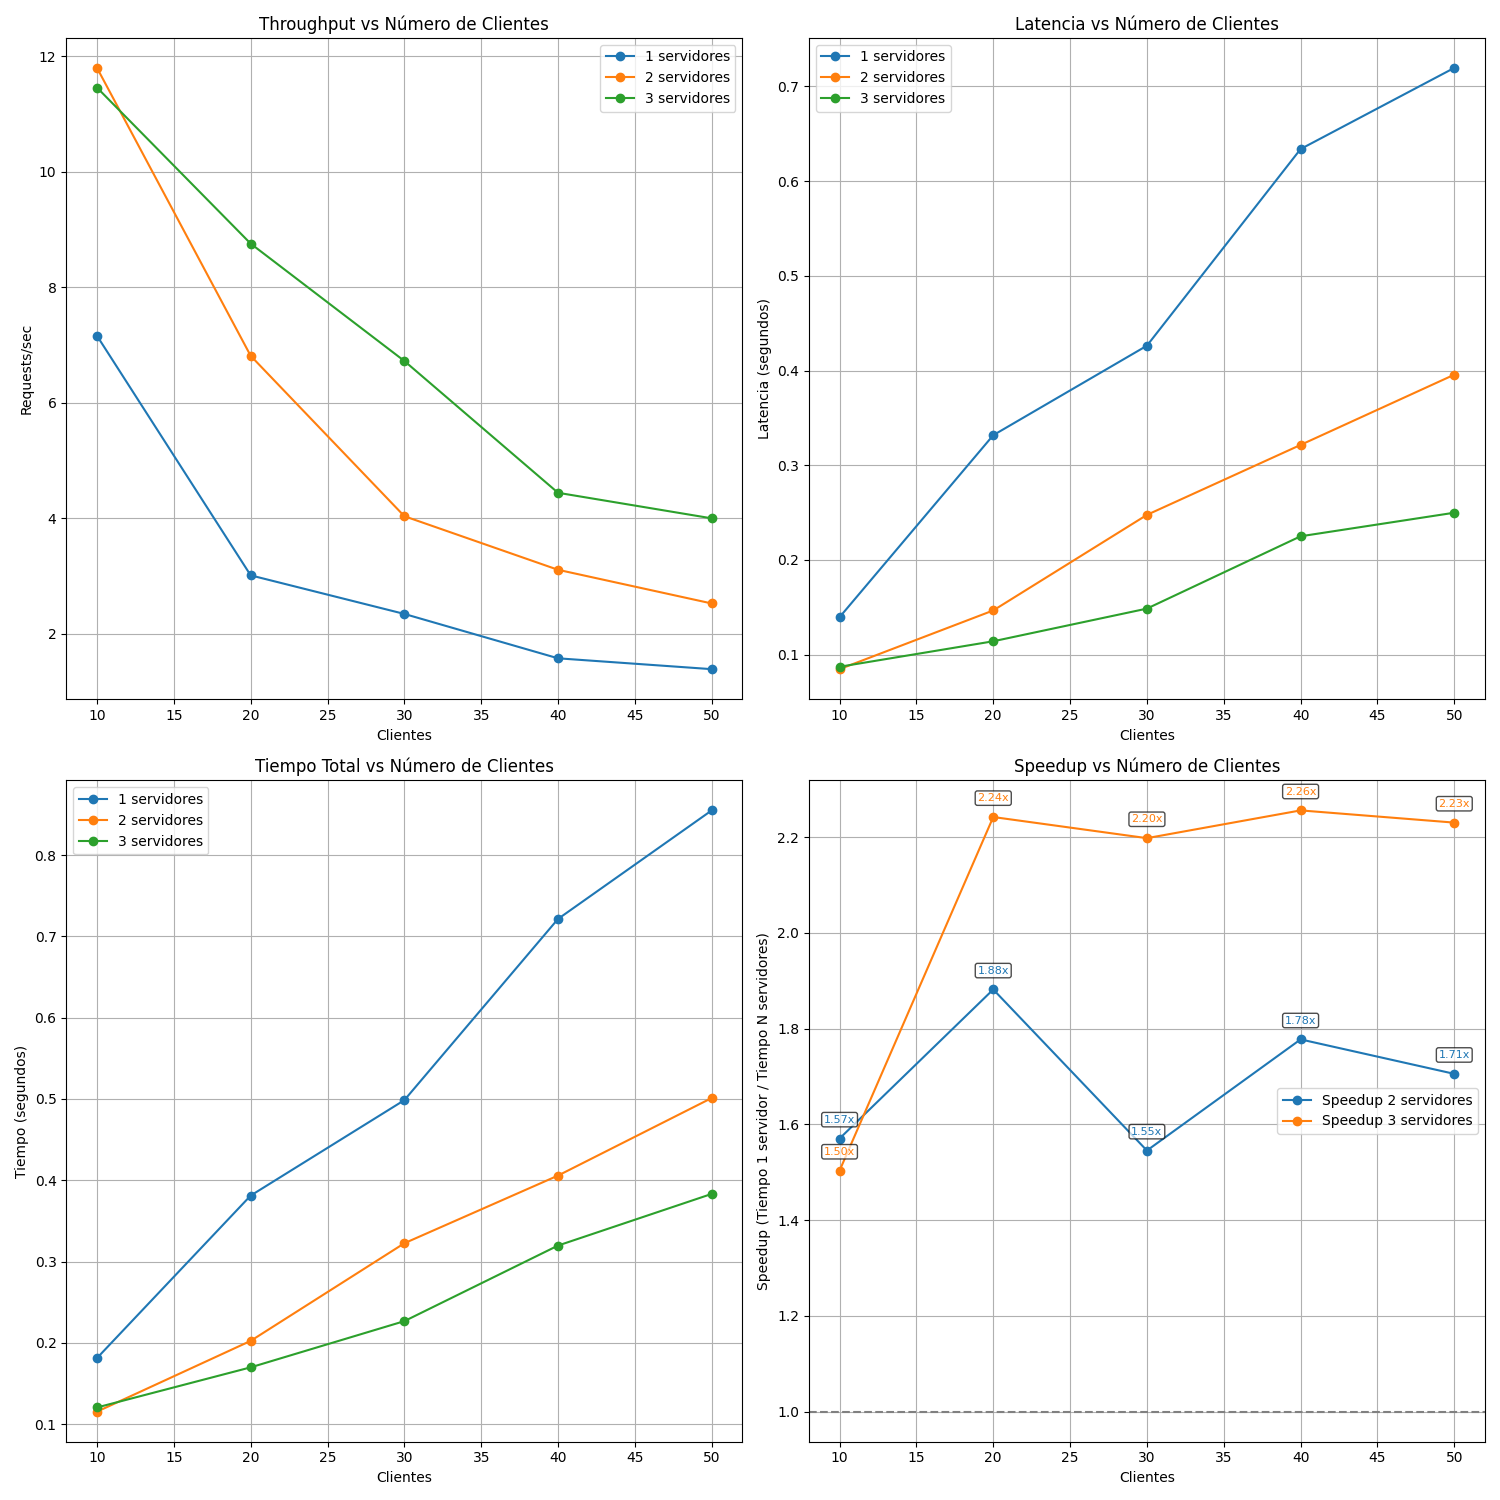 Throughput vs Número de Clientes
1 servidores
2 servidores
3 servidores
12
10
8
6
4
2
Requests/sec
10 15 20 25 30 35 40 45 50
Clientes
Latencia vs Número de Clientes
1 servidores
2 servidores
3 servidores
0.7
0.6
0.5
0.4
0.3
0.2
0.1
Latencia (segundos)
10 15 20 25 30 35 40 45 50
Clientes
Tiempo Total vs Número de Clientes
1 servidores
2 servidores
3 servidores
0.8
0.7
0.6
0.5
0.4
0.3
0.2
0.1
Tiempo (segundos)
10 15 20 25 30 35 40 45 50
Clientes
Speedup vs Número de Clientes
2.24x
2.20x
2.26x
2.23x
1.88x
1.78x
1.71x
1.57x
1.55x
1.50x
Speedup 2 servidores
Speedup 3 servidores
2.2
2.0
1.8
1.6
1.4
1.2
1.0
Speedup (Tiempo 1 servidor / Tiempo N servidores)
10 15 20 25 30 35 40 45 50
Clientes